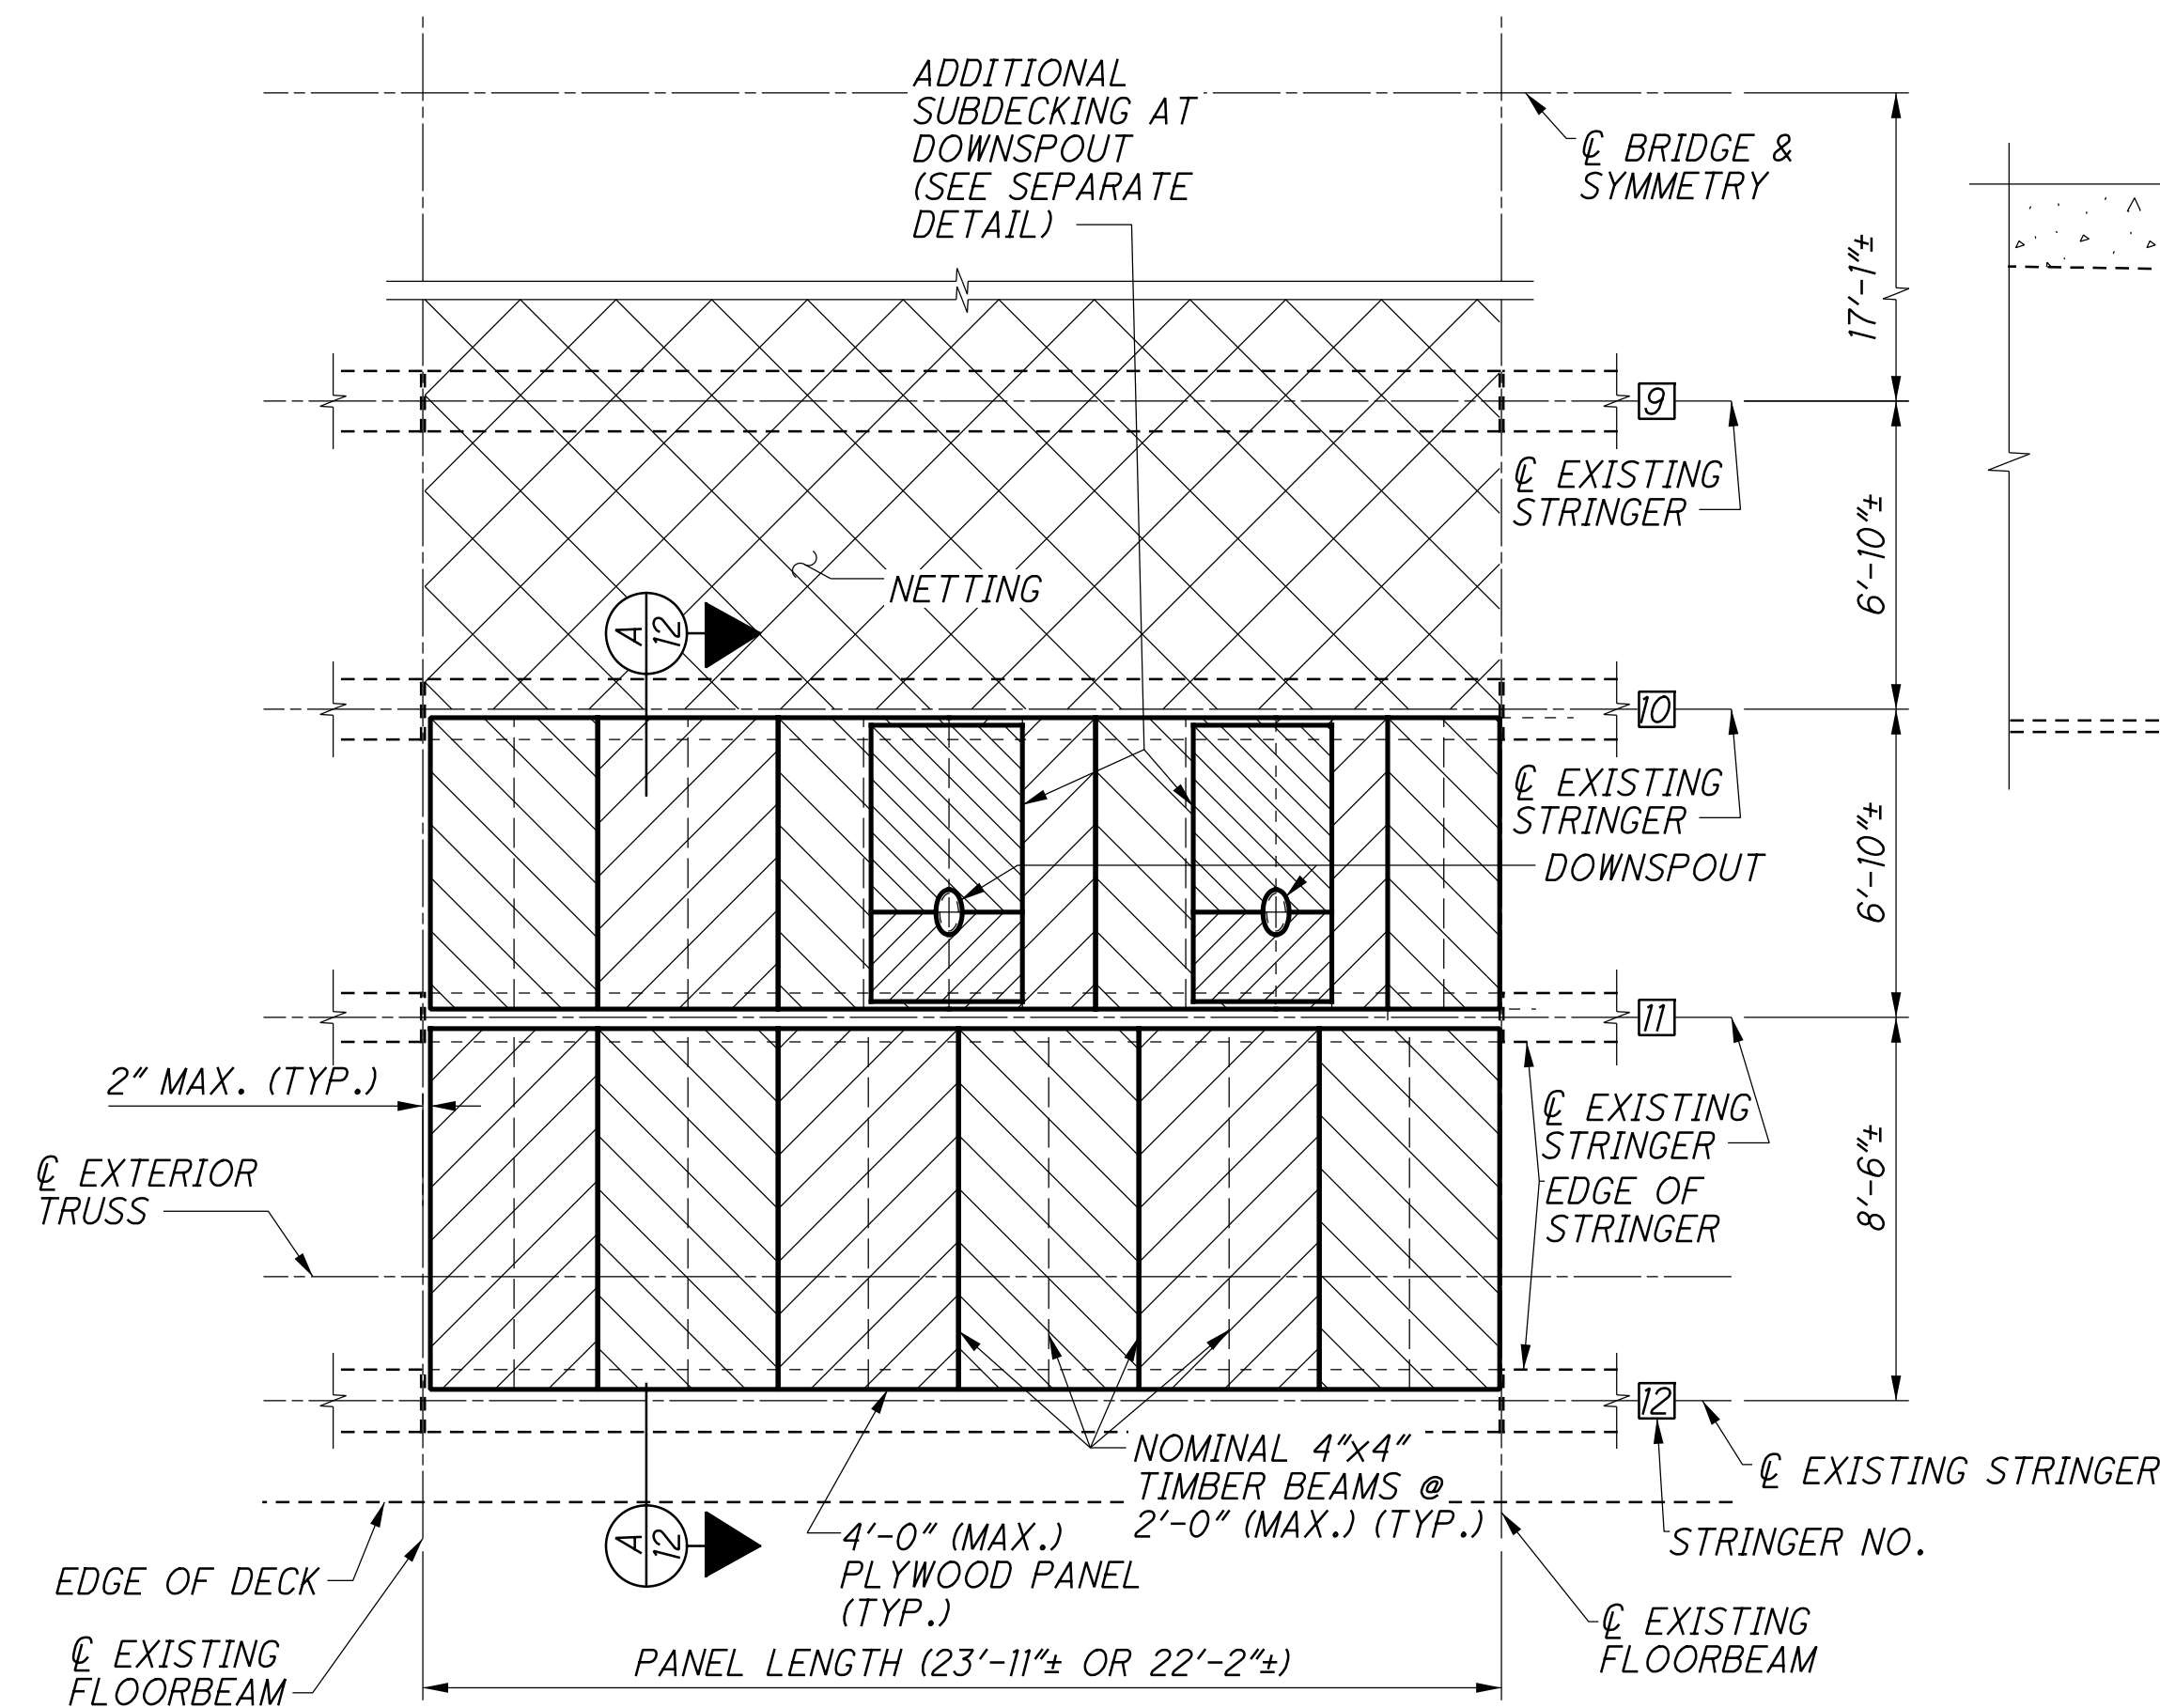 ADDITIONAL
SUBDECKING AT
DOWNSPOUT
(SEE SEPARATE
DETAIL)
℄ BRIDGE &
SYMMETRY
17'-1"±
9
℄ EXISTING
STRINGER
6'-10"±
NETTING
A
12
10
℄ EXISTING
STRINGER
6'-10"±
DOWNSPOUT
11
2" MAX. (TYP.)
℄ EXISTING
STRINGER
℄ EXTERIOR
TRUSS
EDGE OF
STRINGER
8'-6"±
12
NOMINAL 4"x4"
TIMBER BEAMS @
2'-0" (MAX.) (TYP.)
℄ EXISTING STRINGER
A
12
4'-0" (MAX.)
PLYWOOD PANEL
(TYP.)
STRINGER NO.
EDGE OF DECK
℄ EXISTING
FLOORBEAM
℄ EXISTING
FLOORBEAM
PANEL LENGTH (23'-11"± OR 22'-2"±)